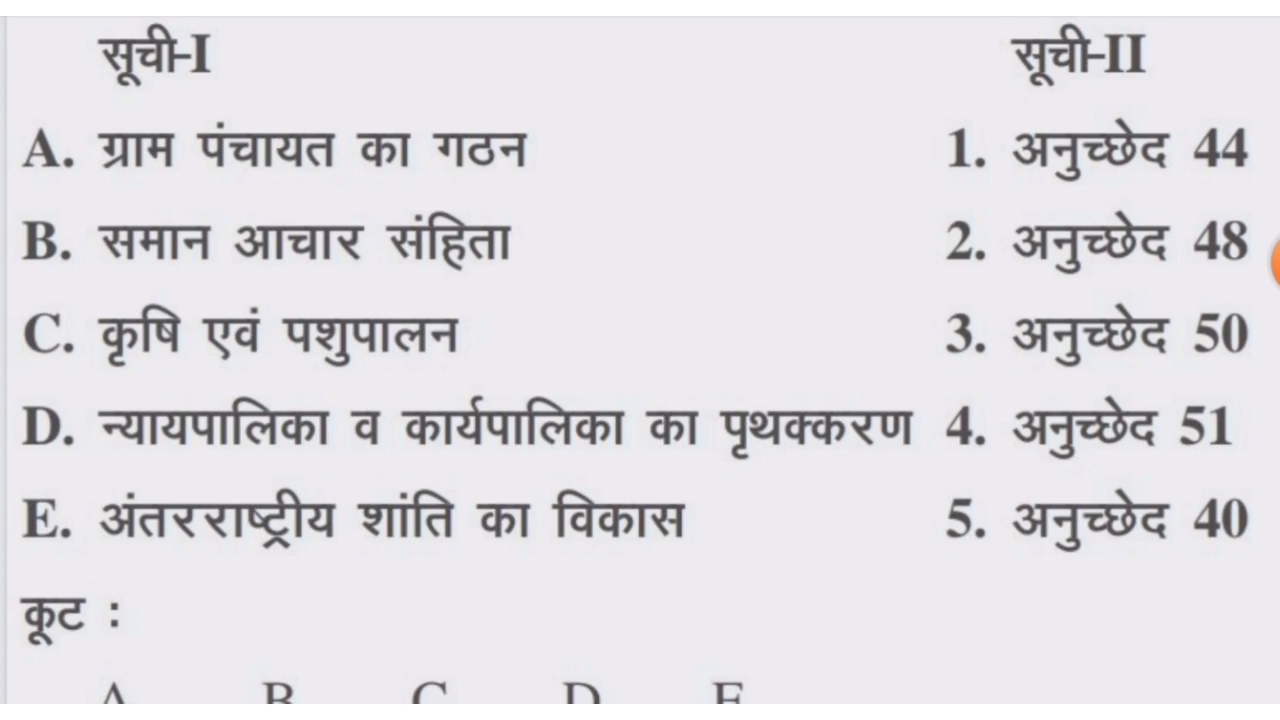 सूची-I सूची-II
A. ग्राम पंचायत का गठन 1. अनुच्छेद 44
B. समान आचार संहिता 2. अनुच्छेद 48
C. कृषि एवं पशुपालन 3. अनुच्छेद 50
D. न्यायपालिका व कार्यपालिका का पृथक्करण 4. अनुच्छेद 51
E. अंतरराष्ट्रीय शांति का विकास 5. अनुच्छेद 40
कूट :
A B C D E